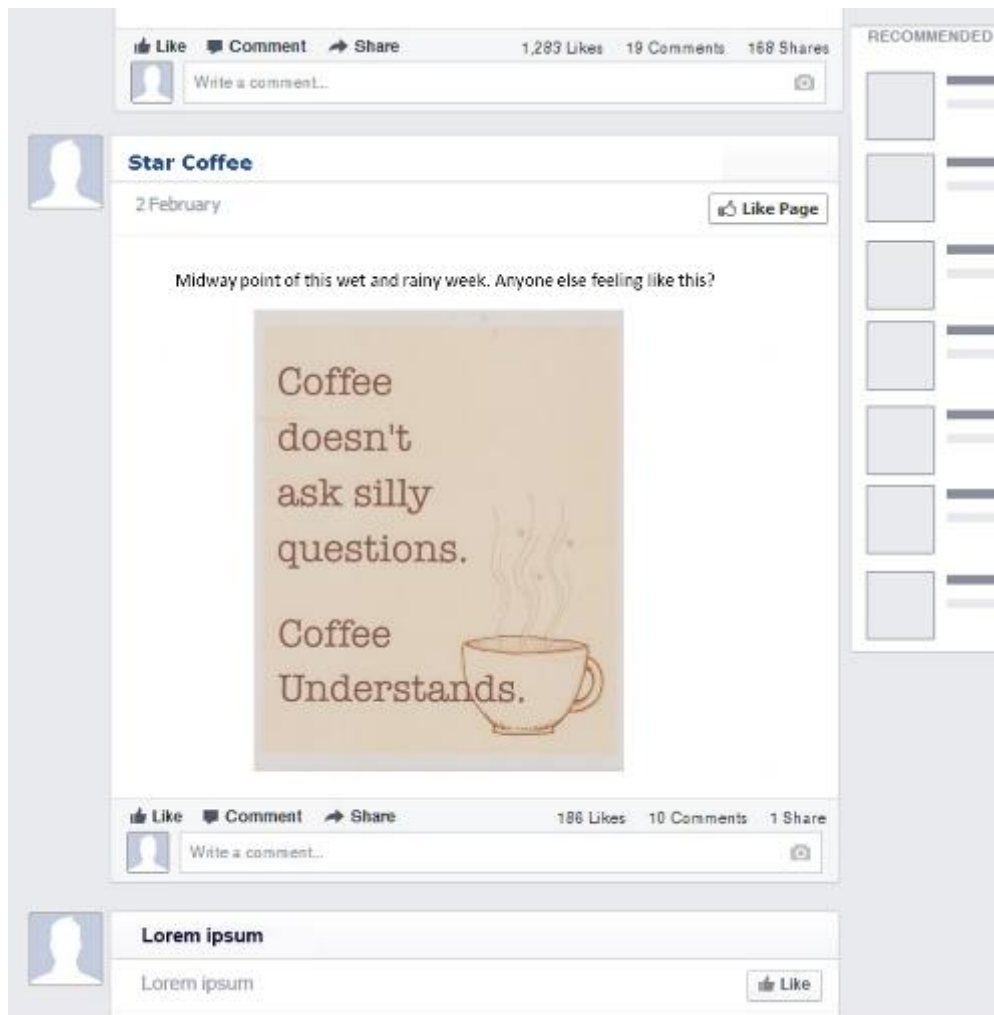 Like Comment Share 1,283 Likes 19 Comments 168 Shares
Write a comment...
RECOMMENDED
Star Coffee
2 February
Like Page
Midway point of this wet and rainy week. Anyone else feeling like this?
Coffee
doesn't
ask silly
questions.
Coffee
Understands.
Like Comment Share 186 Likes 10 Comments 1 Share
Write a comment...
Lorem ipsum
Lorem ipsum
Like